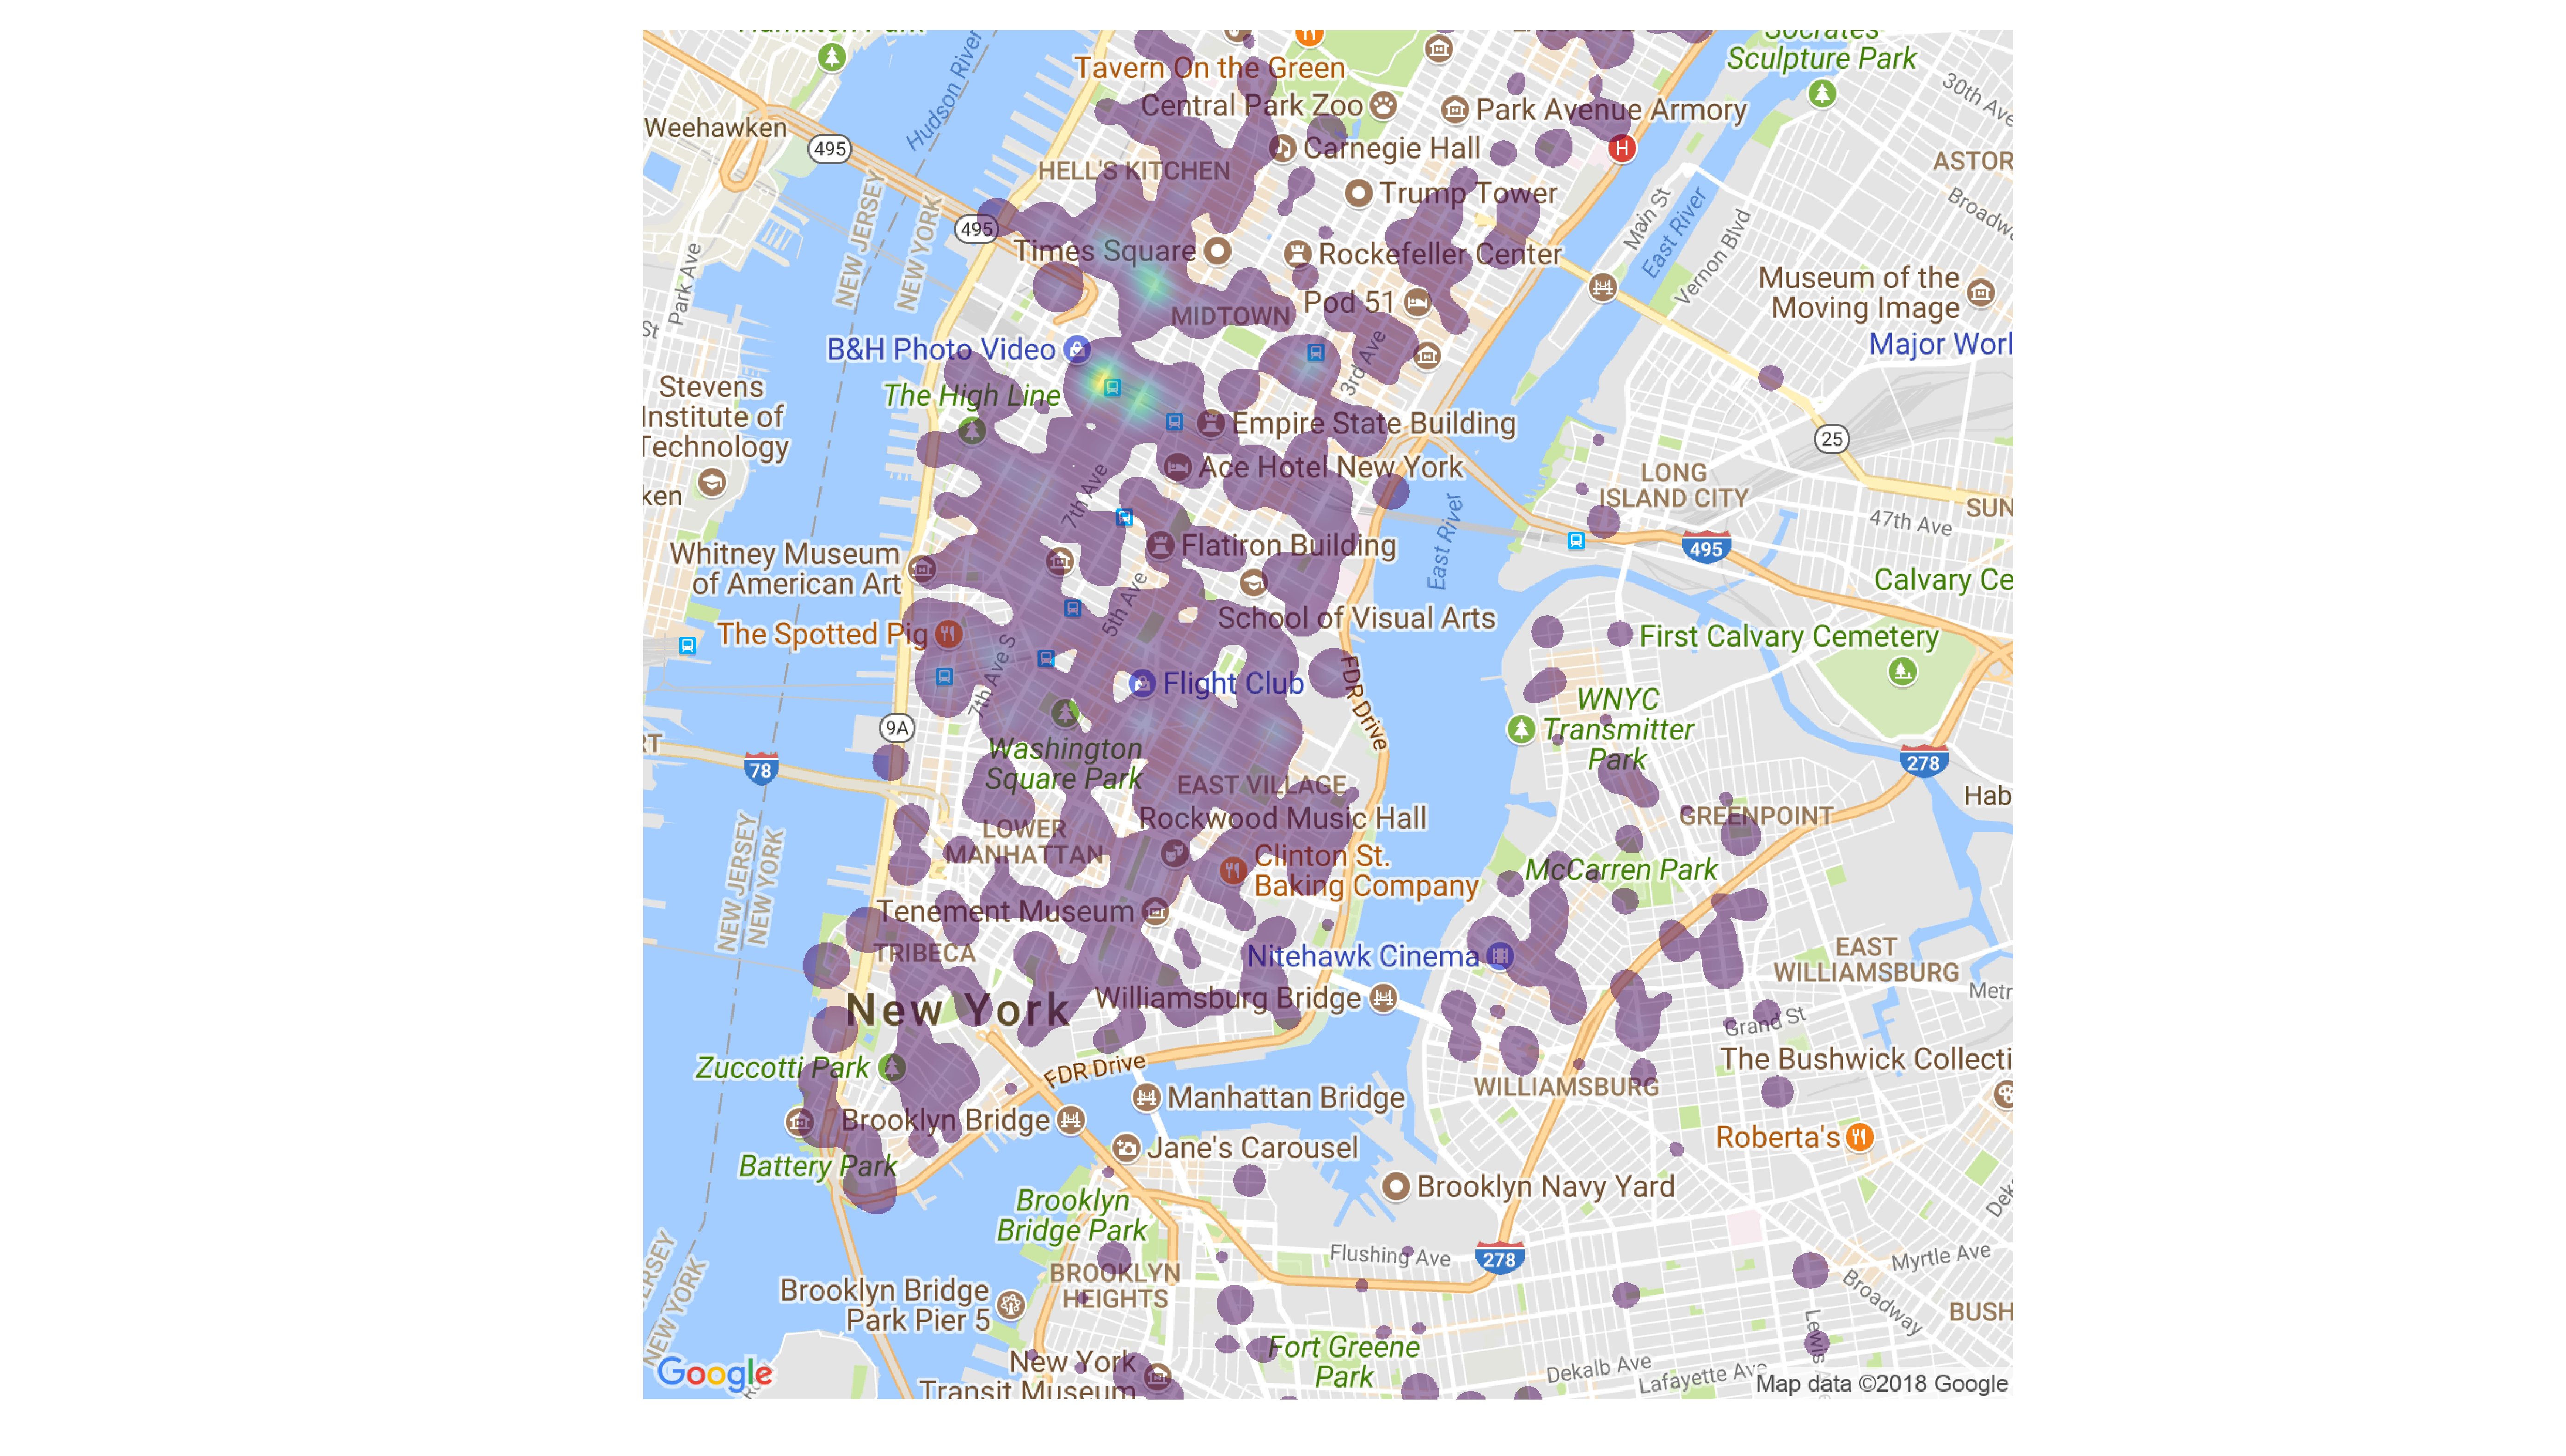 Socrates
Sculpture Park
Hudson River
Tavern On the Green
30th Ave
Central Park Zoo
Park Avenue Armory
Weehawken
495
Carnegie Hall
H
ASTOR
HELL'S KITCHEN
Trump Tower
Main St
East River
Broadw
NEW JERSEY
NEW YORK
495
Times Square
Rockefeller Center
Vernon Blvd
Park Ave
Museum of the
Moving Image
St
MIDTOWN
Pod 51
B&H Photo Video
3rd Ave
Major Worl
Stevens
Institute of
Technology
The High Line
Empire State Building
25
Ace Hotel New York
LONG
ISLAND CITY
ken
7th Ave
SUN
47th Ave
East River
Whitney Museum
of American Art
Flatiron Building
495
Calvary Ce
5th Ave
School of Visual Arts
The Spotted Pig
First Calvary Cemetery
7th Ave S
Flight Club
FDR Drive
WNYC
Transmitter
Park
9A
RT
78
Washington
Square Park
278
EAST VILLAGE
Hab
Rockwood Music Hall
GREENPOINT
LOWER
MANHATTAN
Clinton St.
Baking Company
McCarren Park
NEW JERSEY
NEW YORK
Tenement Museum
TRIBECA
Nitehawk Cinema
EAST
WILLIAMSBURG
New York
Williamsburg Bridge
Metr
Grand St
Zuccotti Park
FDR Drive
The Bushwick Collecti
WILLIAMSBURG
Manhattan Bridge
Brooklyn Bridge
Jane's Carousel
Roberta's
Battery Park
Brooklyn Navy Yard
Brooklyn
Bridge Park
Dek
Flushing Ave
278
Myrtle Ave
JERSEY
NEW YORK
BROOKLYN
HEIGHTS
Broadway
Brooklyn Bridge
Park Pier 5
BUSH
Lewis
Fort Greene
Park
New York
Transit Museum
Dekalb Ave
Lafayette Ave
Google
Map data ©2018 Google